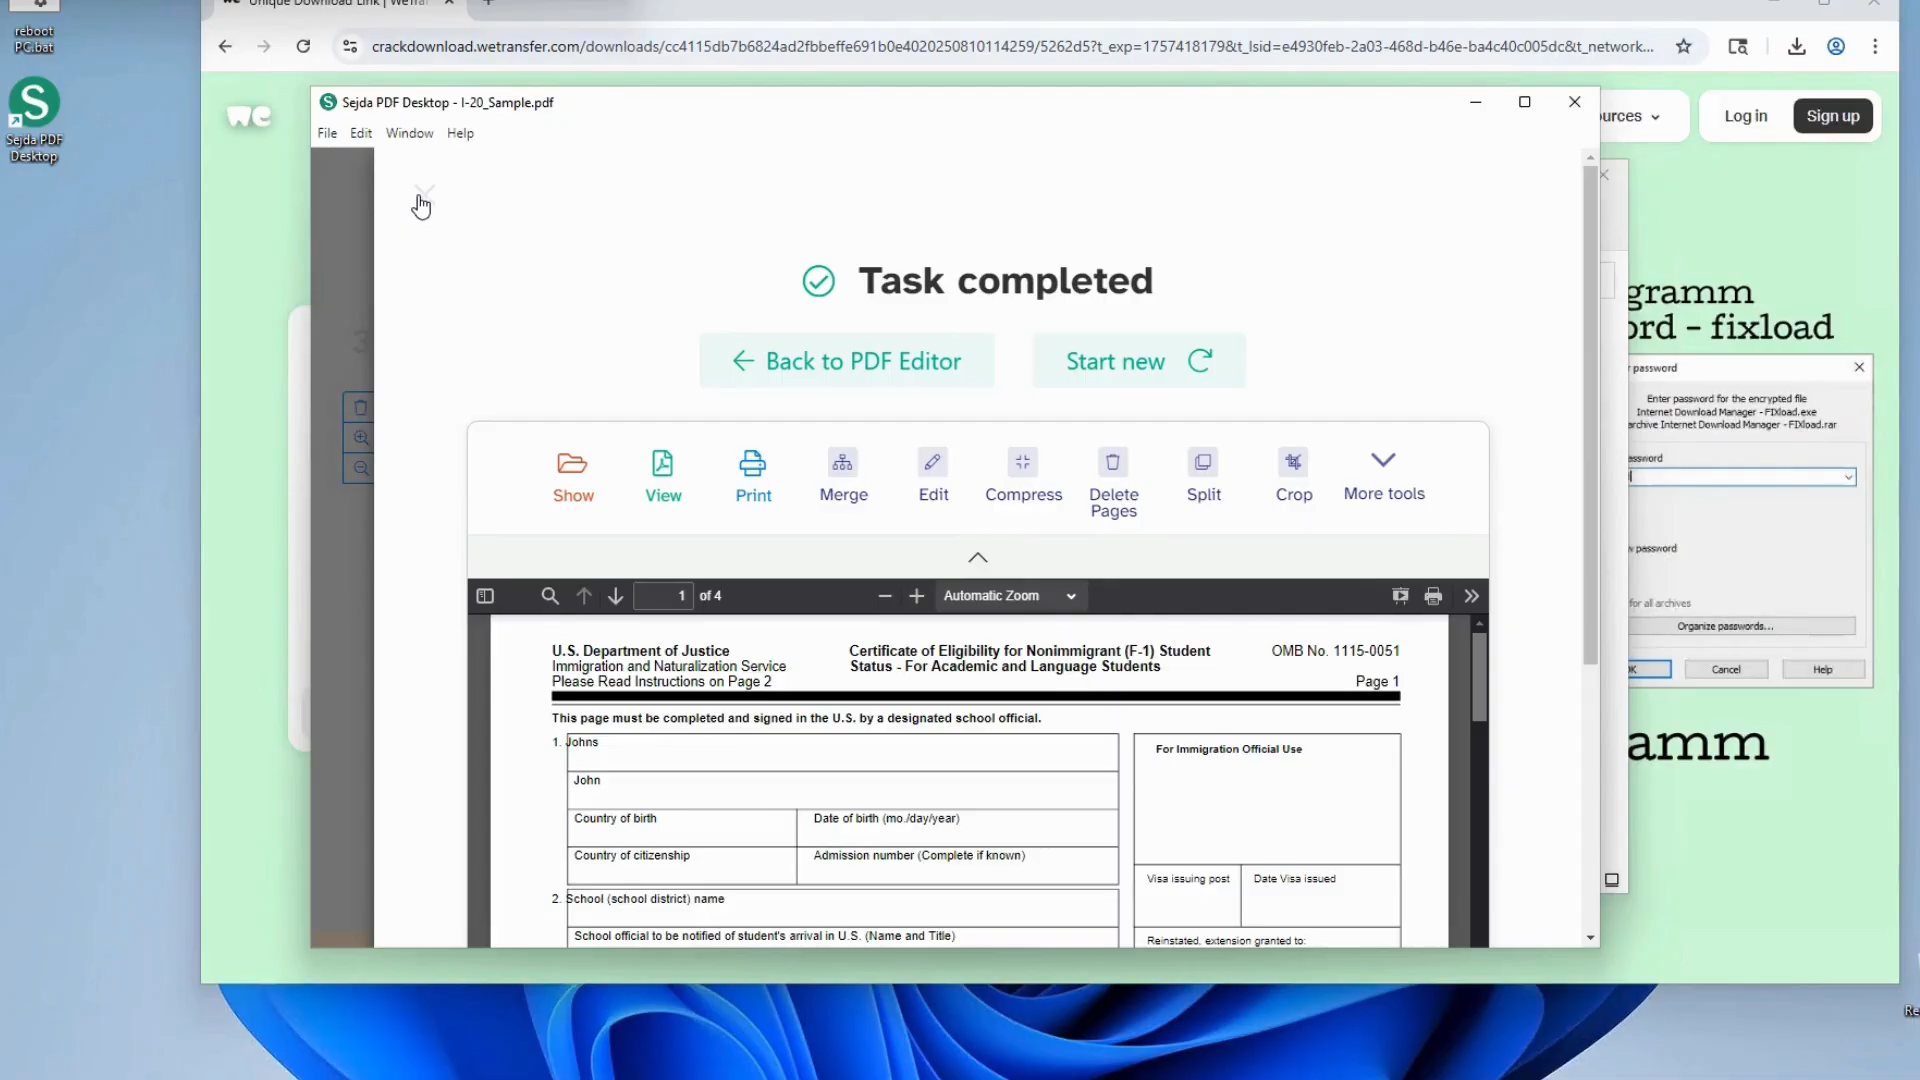 reboot
PC.bat
Sejda PDF
Desktop
Unique Download Link | WeTra
crackdownload.wetransfer.com/downloads/cc4115db7b6824ad2fbbeffe691b0e4020250810114259/5262d5?t_exp=1757418179&t_lsid=e4930feb-2a03-468d-b46e-ba4c40c005dc&t_network...
we
Sejda PDF Desktop - I-20_Sample.pdf
File Edit Window Help
ources
Log in
Sign up
Task completed
Back to PDF Editor
Start new
Show
View
Print
Merge
Edit
Compress
Delete
Pages
Split
Crop
More tools
1 of 4
Automatic Zoom
U.S. Department of Justice
Immigration and Naturalization Service
Please Read Instructions on Page 2
Certificate of Eligibility for Nonimmigrant (F-1) Student
Status - For Academic and Language Students
OMB No. 1115-0051
Page 1
This page must be completed and signed in the U.S. by a designated school official.
1. Johns
John
Country of birth
Date of birth (mo./day/year)
Country of citizenship
Admission number (Complete if known)
2. School (school district) name
School official to be notified of student's arrival in U.S. (Name and Title)
For Immigration Official Use
Visa issuing post
Date Visa issued
Reinstated, extension granted to:
gramm
ord - fixload
r password
Enter password for the encrypted file
Internet Download Manager - FIXload.exe
archive Internet Download Manager - FIXload.rar
assword
w password
for all archives
Organize passwords...
OK
Cancel
Help
amm
Re